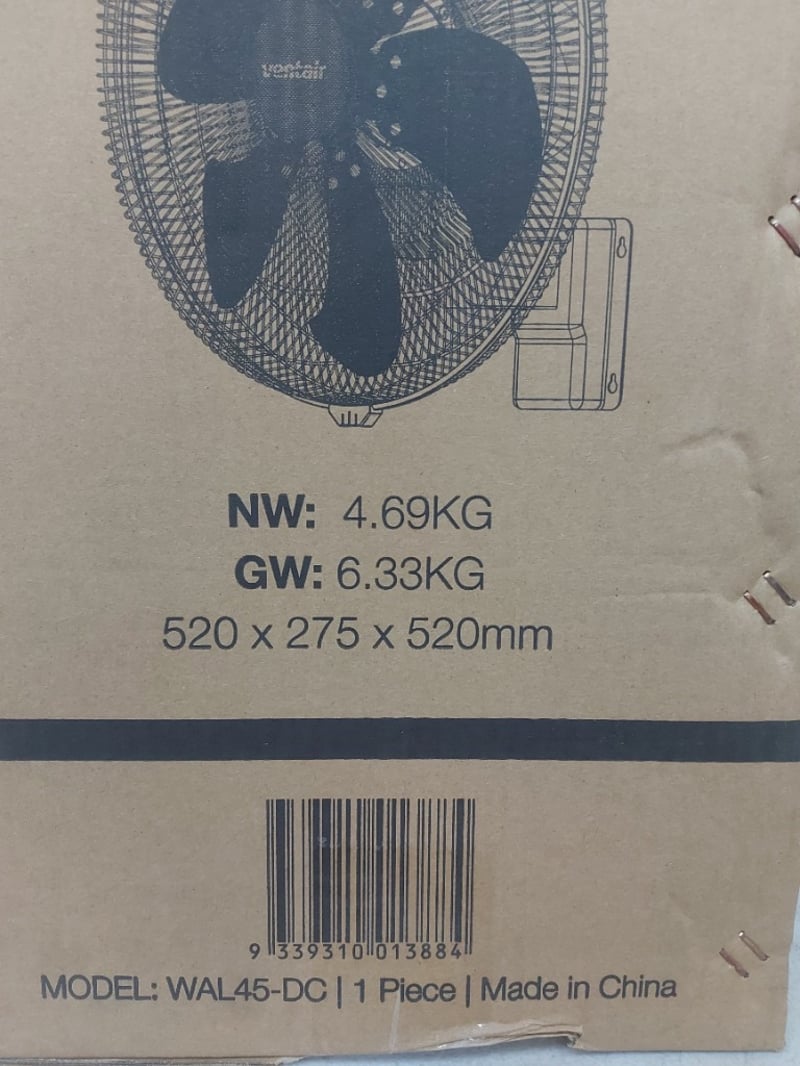 ventair
NW: 4.69KG
GW: 6.33KG
520 x 275 x 520mm
9 339310 013884
MODEL: WAL45-DC | 1 Piece | Made in China